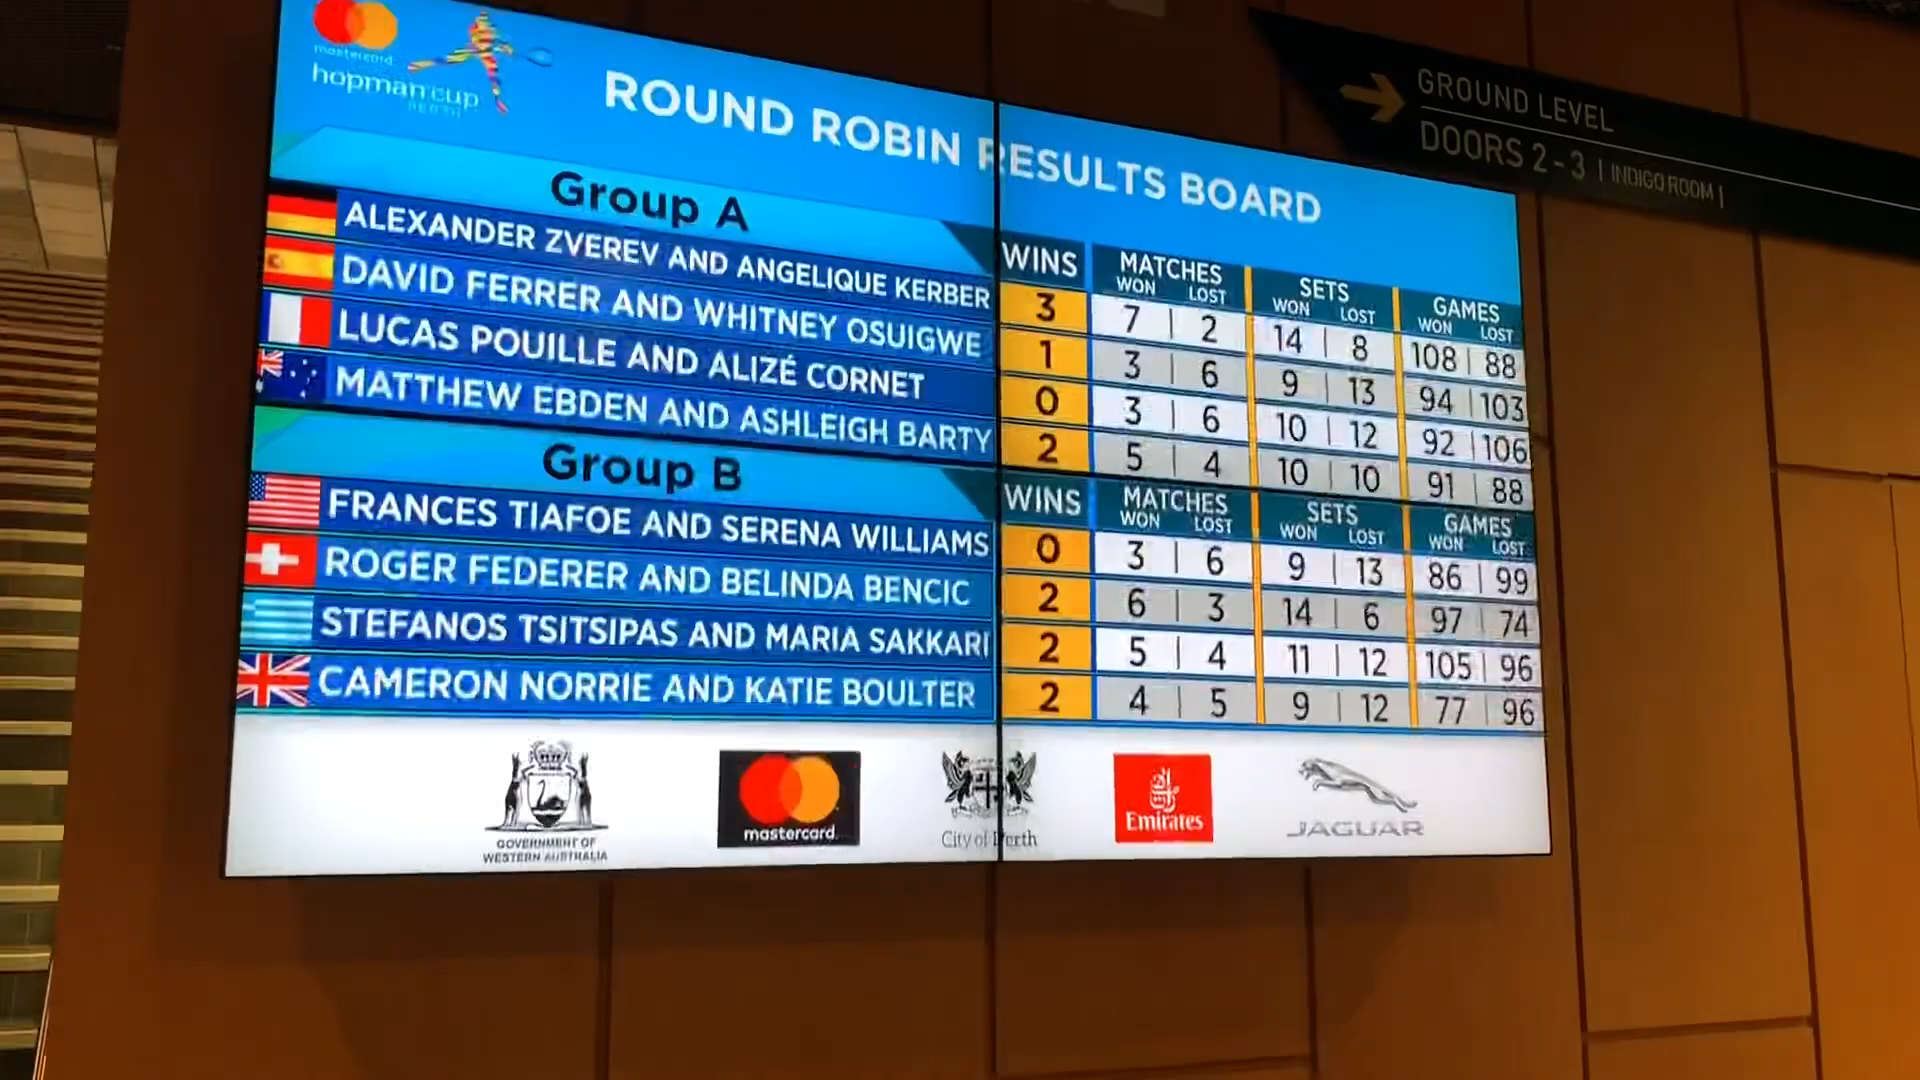 mastercard
hopman cup
PERTH
ROUND ROBIN RESULTS BOARD
GROUND LEVEL
DOORS 2 - 3 | INDIGO ROOM |
Group A
WINS MATCHES WON LOST SETS WON LOST GAMES WON LOST
ALEXANDER ZVEREV AND ANGELIQUE KERBER 3 7 2 14 8 108 88
DAVID FERRER AND WHITNEY OSUIGWE 1 3 6 9 13 94 103
LUCAS POUILLE AND ALIZÉ CORNET 0 3 6 10 12 92 106
MATTHEW EBDEN AND ASHLEIGH BARTY 2 5 4 10 10 91 88
Group B
WINS MATCHES WON LOST SETS WON LOST GAMES WON LOST
FRANCES TIAFOE AND SERENA WILLIAMS 0 3 6 9 13 86 99
ROGER FEDERER AND BELINDA BENCIC 2 6 3 14 6 97 74
STEFANOS TSITSIPAS AND MARIA SAKKARI 2 5 4 11 12 105 96
CAMERON NORRIE AND KATIE BOULTER 2 4 5 9 12 77 96
GOVERNMENT OF
WESTERN AUSTRALIA
mastercard.
City of Perth
Emirates
JAGUAR